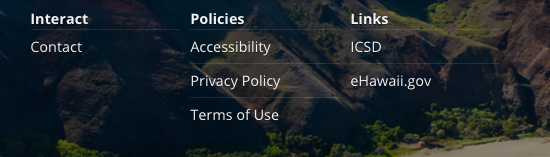 Interact
Contact
Policies
Accessibility
Privacy Policy
Terms of Use
Links
ICSD
eHawaii.gov